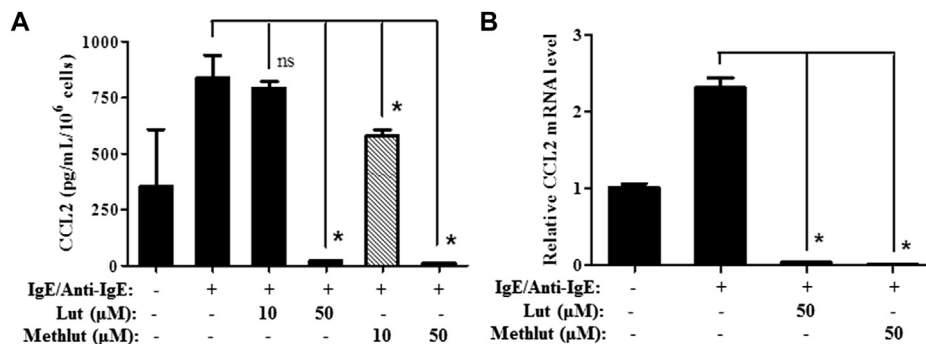 A
CCL2 (pg/mL/10⁶ cells)
1000
750
500
250
0
ns
*
*
*
IgE/Anti-IgE: - + + + + +
Lut (µM): - - 10 50 - -
Methlut (µM): - - - - 10 50
B
Relative CCL2 mRNA level
3
2
1
0
*
*
IgE/Anti-IgE: - + + +
Lut (µM): - - 50 -
Methlut (µM): - - - 50